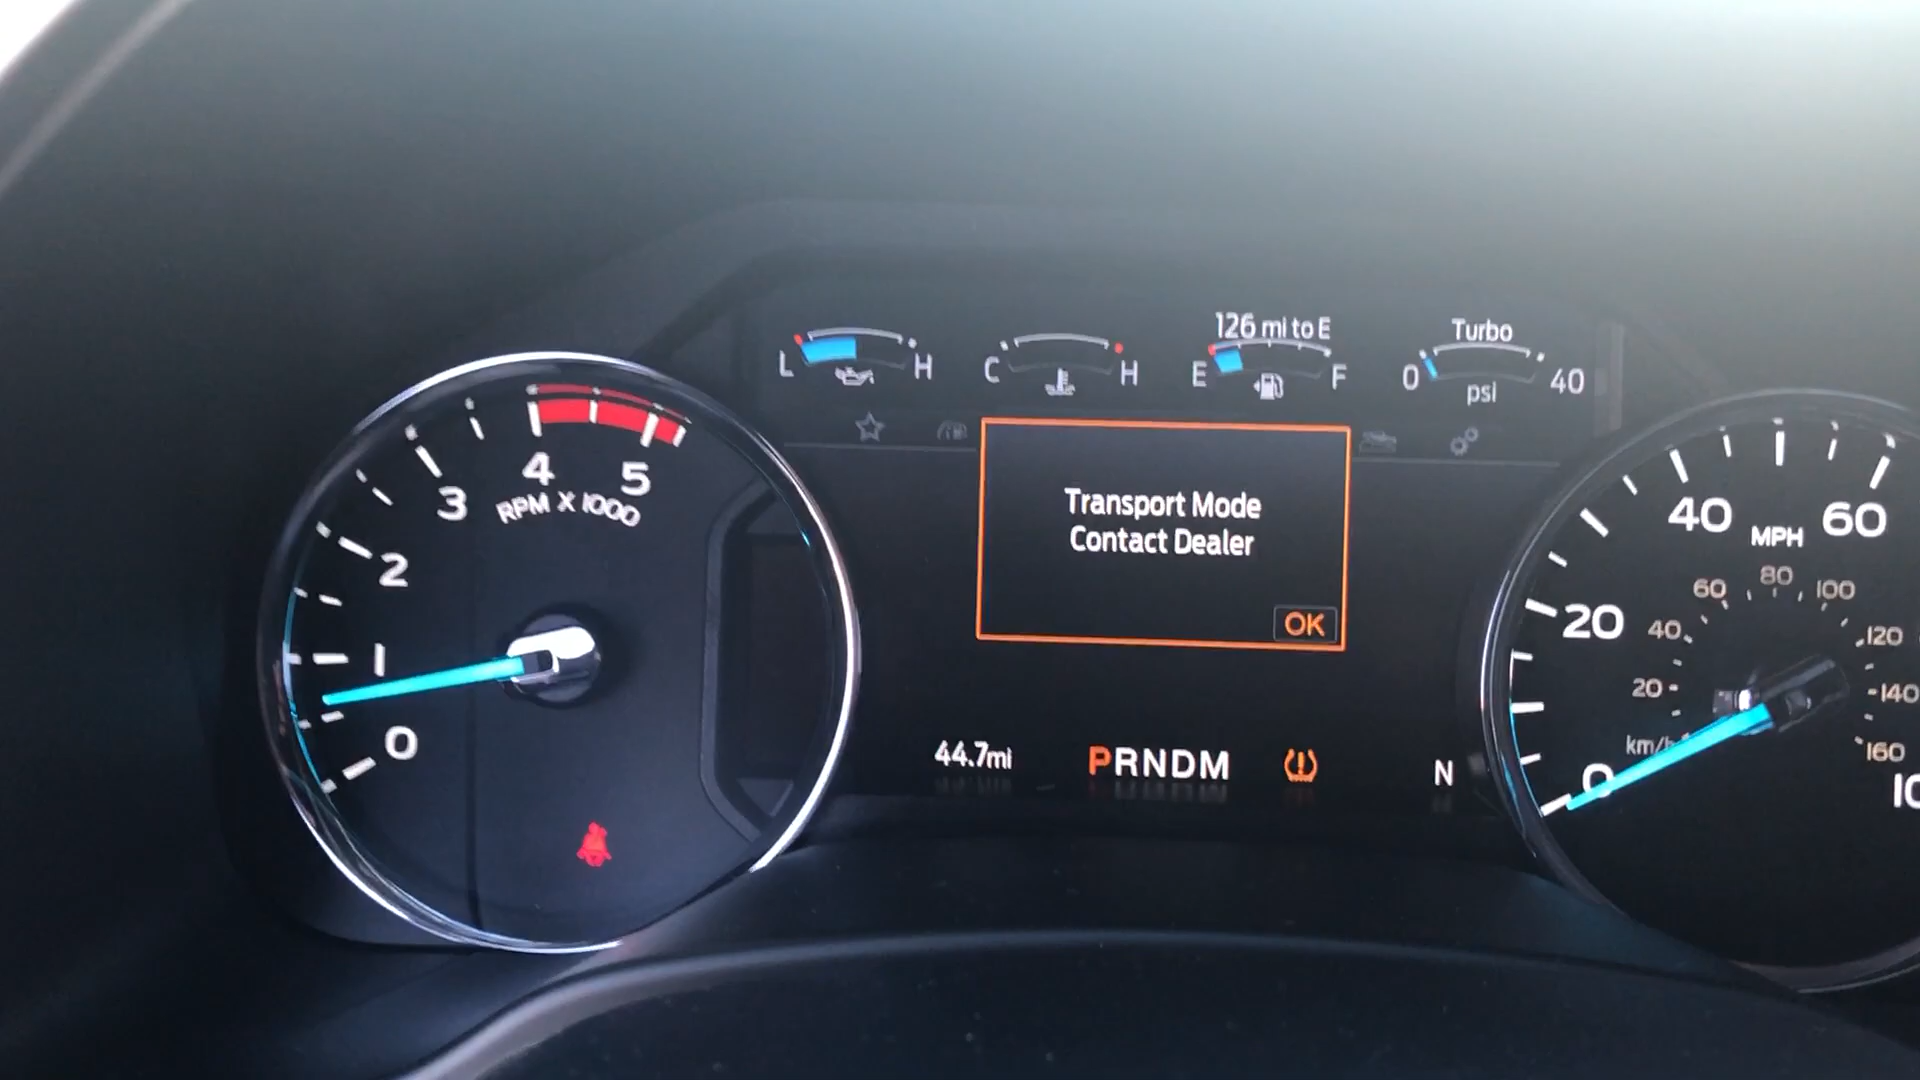 126 mi to E
Turbo
L H
C H
E F
0 40
psi
Transport Mode
Contact Dealer
OK
44.7mi
PRNDM
N
0
1
2
3
4
5
RPM X 1000
0
20
40
60
MPH
km/h
20
40
60
80
100
120
140
160